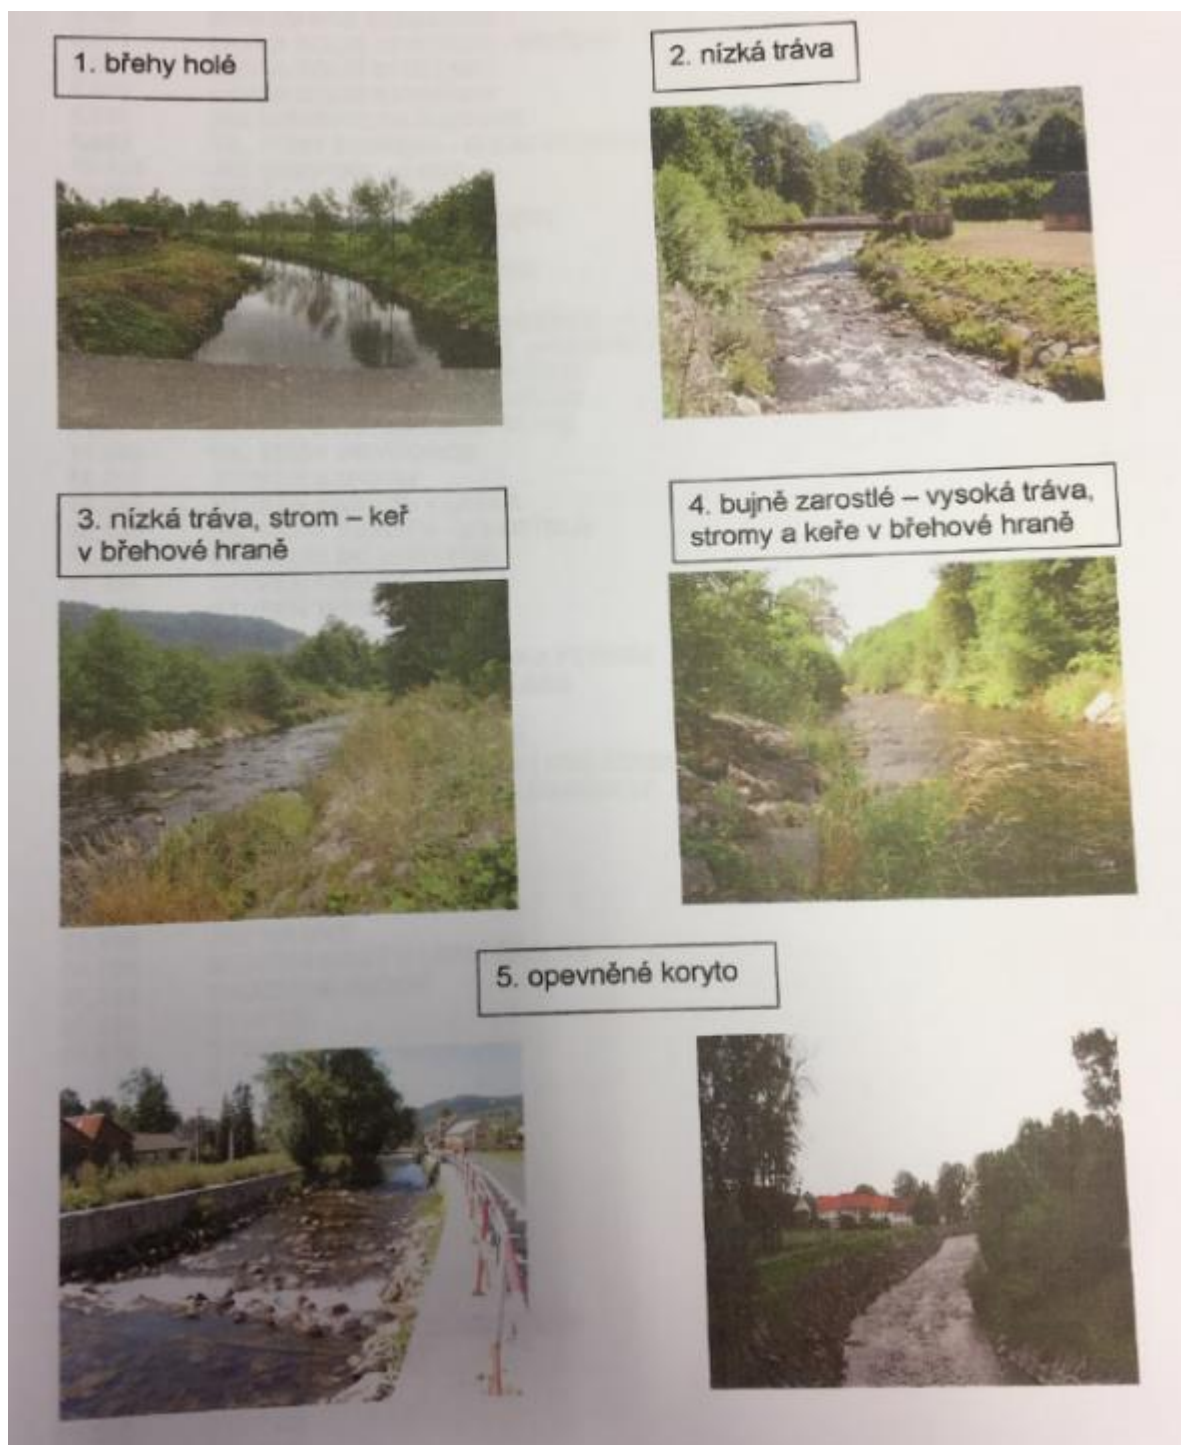 1. břehy holé
2. nízká tráva
3. nízká tráva, strom – keř
v břehové hraně
4. bujně zarostlé – vysoká tráva,
stromy a keře v břehové hraně
5. opevněné koryto